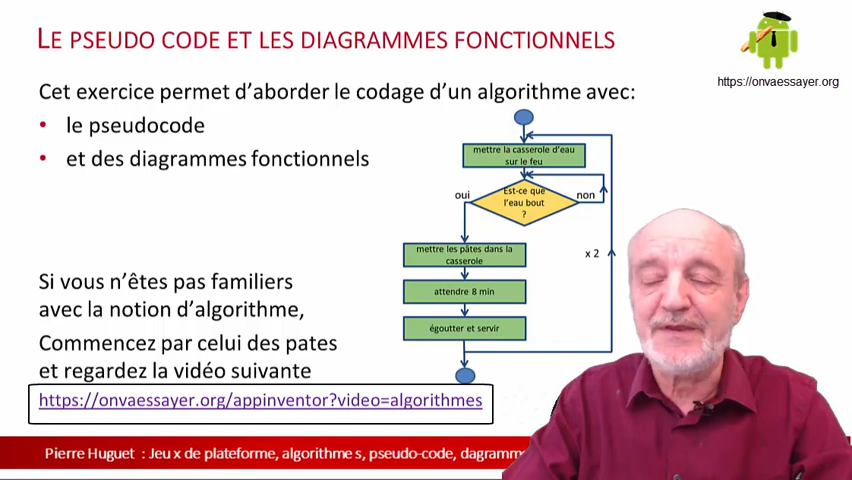 LE PSEUDO CODE ET LES DIAGRAMMES FONCTIONNELS
https://onvaessayer.org
Cet exercice permet d'aborder le codage d'un algorithme avec:
• le pseudocode
• et des diagrammes fonctionnels
mettre la casserole d'eau
sur le feu
oui
Est-ce que
l'eau bout
?
non
mettre les pâtes dans la
casserole
x 2
attendre 8 min
égoutter et servir
Si vous n'êtes pas familiers
avec la notion d'algorithme,
Commencez par celui des pates
et regardez la vidéo suivante
https://onvaessayer.org/appinventor?video=algorithmes
Pierre Huguet : Jeu x de plateforme, algorithme s, pseudo-code, dagramm